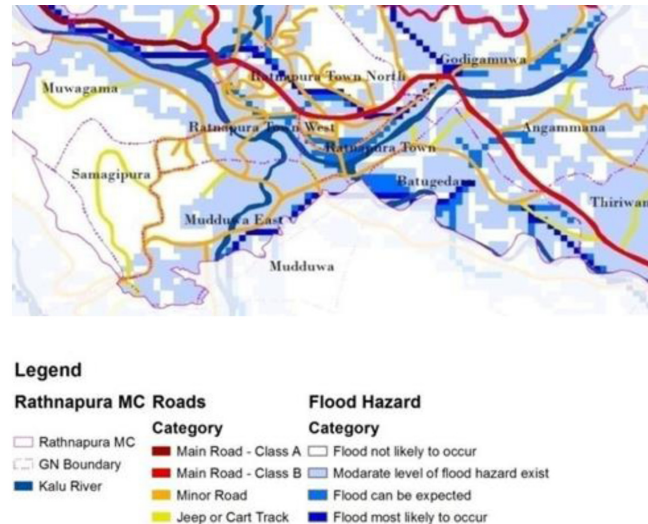 Godigamuwa
Ratnapura Town North
Muwagama
Ratnapura Town West
Angammana
Ratnapura Town
Samagipura
Batugeda
Thiriwan
Mudduwa East
Mudduwa
Legend
Rathnapura MC Roads Flood Hazard
Category Category
Rathnapura MC Main Road - Class A Flood not likely to occur
GN Boundary Main Road - Class B Modarate level of flood hazard exist
Kalu River Minor Road Flood can be expected
Jeep or Cart Track Flood most likely to occur